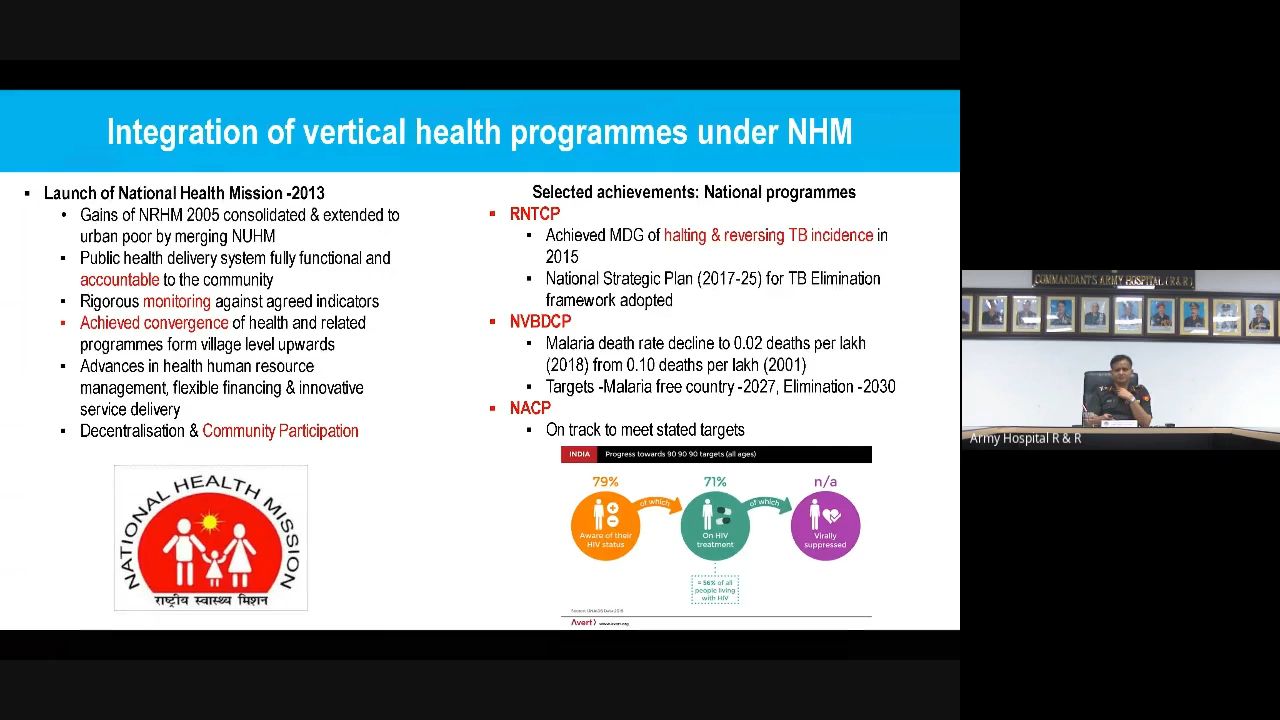 Integration of vertical health programmes under NHM
Launch of National Health Mission -2013
Gains of NRHM 2005 consolidated & extended to
urban poor by merging NUHM
Public health delivery system fully functional and
accountable to the community
Rigorous monitoring against agreed indicators
Achieved convergence of health and related
programmes form village level upwards
Advances in health human resource
management, flexible financing & innovative
service delivery
Decentralisation & Community Participation
NATIONAL HEALTH MISSION
राष्ट्रीय स्वास्थ्य मिशन
Selected achievements: National programmes
RNTCP
Achieved MDG of halting & reversing TB incidence in
2015
National Strategic Plan (2017-25) for TB Elimination
framework adopted
NVBDCP
Malaria death rate decline to 0.02 deaths per lakh
(2018) from 0.10 deaths per lakh (2001)
Targets -Malaria free country -2027, Elimination -2030
NACP
On track to meet stated targets
INDIA Progress towards 90 90 90 targets (all ages)
79% 71% n/a
of which of which
Aware of their
HIV status
On HIV
treatment
Virally
suppressed
= 56% of all
people living
with HIV
Source: UNAIDS Data 2018
Avert www.avert.org
COMMANDANTS ARMY HOSPITAL (R&R)
Army Hospital R & R